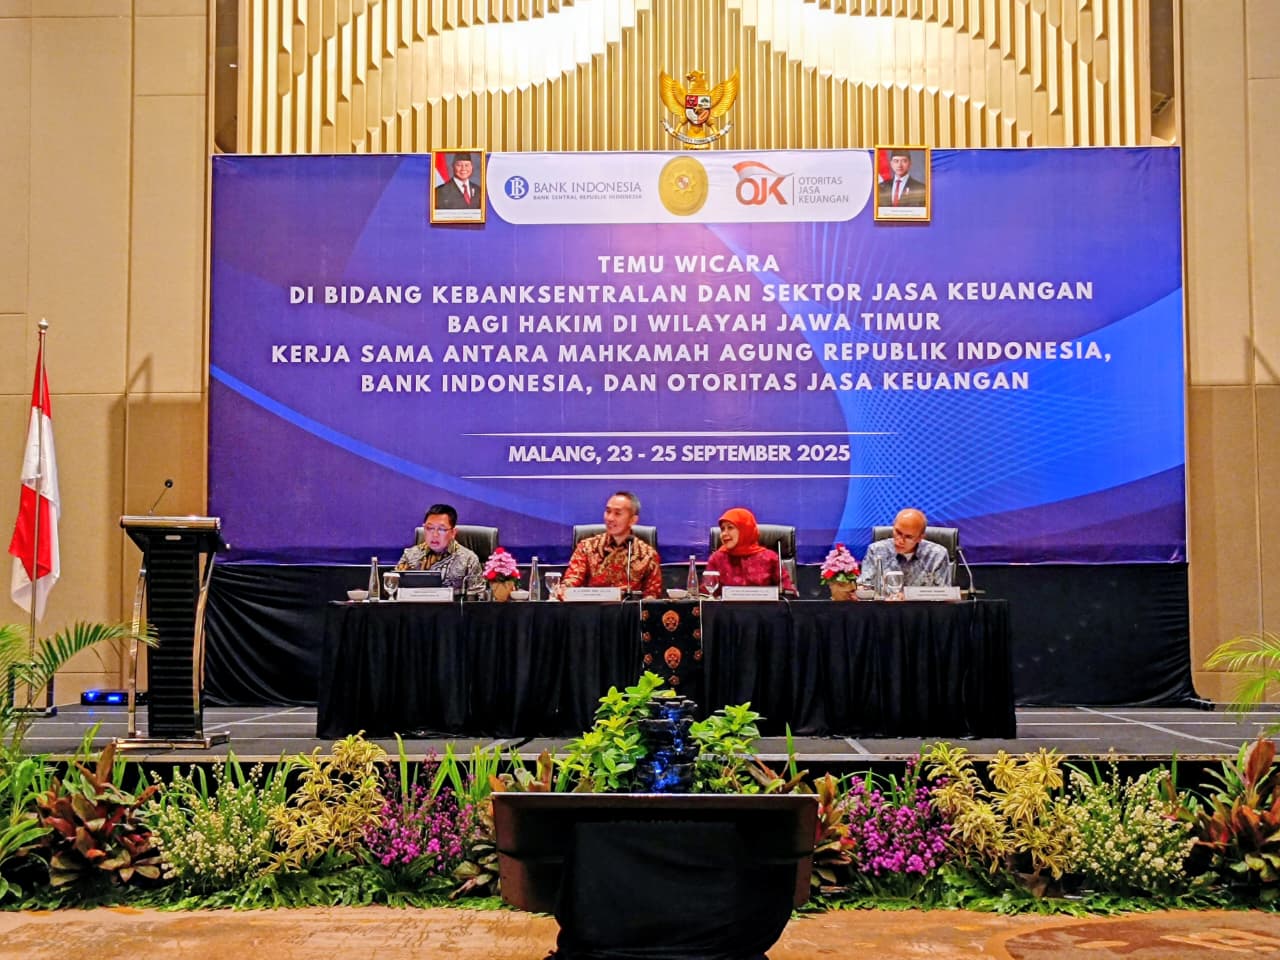 BANK INDONESIA
BANK SENTRAL REPUBLIK INDONESIA
OJK
OTORITAS
JASA
KEUANGAN
TEMU WICARA
DI BIDANG KEBANKSENTRALAN DAN SEKTOR JASA KEUANGAN
BAGI HAKIM DI WILAYAH JAWA TIMUR
KERJA SAMA ANTARA MAHKAMAH AGUNG REPUBLIK INDONESIA,
BANK INDONESIA, DAN OTORITAS JASA KEUANGAN
MALANG, 23 - 25 SEPTEMBER 2025